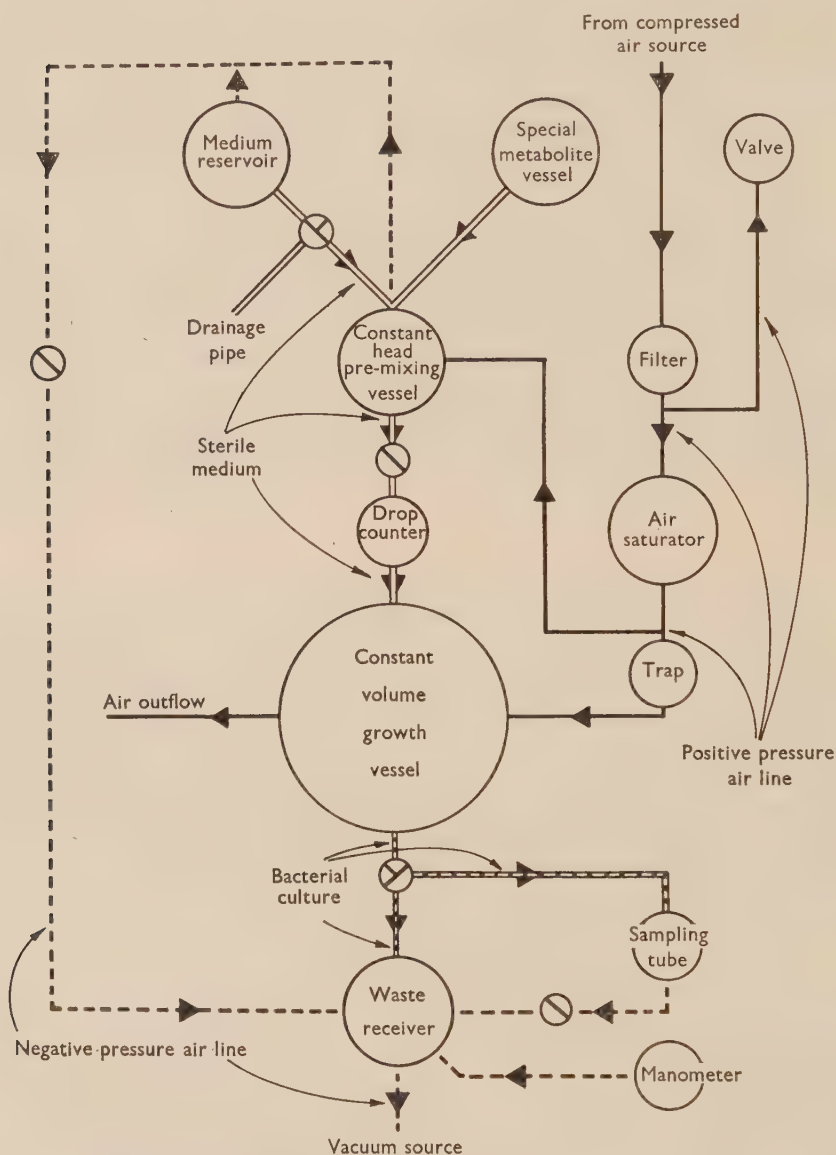 From compressed
air source
Medium
reservoir
Special
metabolite
vessel
Valve
Drainage
pipe
Constant
head
pre-mixing
vessel
Filter
Sterile
medium
Drop
counter
Air
saturator
Constant
volume
growth
vessel
Trap
Air outflow
Positive pressure
air line
Bacterial
culture
Sampling
tube
Waste
receiver
Negative pressure air line
Manometer
Vacuum source